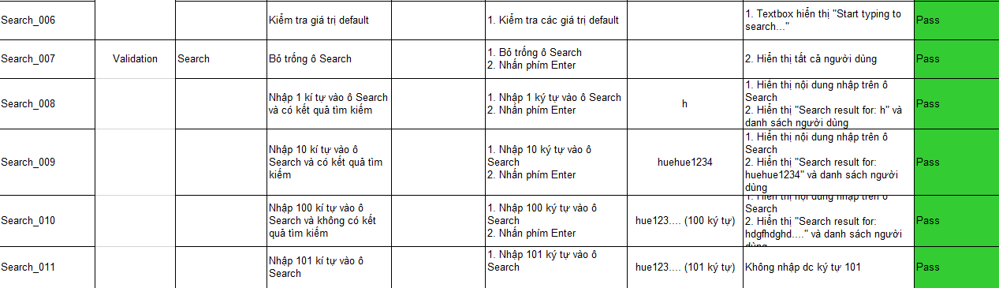 Search_006
Kiểm tra giá trị default
1. Kiểm tra các giá trị default
1. Textbox hiển thị "Start typing to
search..."
Pass
Search_007
Validation
Search
Bỏ trống ô Search
1. Bỏ trống ô Search
2. Nhấn phím Enter
2. Hiển thị tất cả người dùng
Pass
Search_008
Nhập 1 kí tự vào ô Search
và có kết quả tìm kiếm
1. Nhập 1 ký tự vào ô Search
2. Nhấn phím Enter
h
1. Hiển thị nội dung nhập trên ô
Search
2. Hiển thị "Search result for: h" và
danh sách người dùng
Pass
Search_009
Nhập 10 kí tự vào ô
Search và có kết quả tìm
kiếm
1. Nhập 10 ký tự vào ô
Search
2. Nhấn phím Enter
huehue1234
1. Hiển thị nội dung nhập trên ô
Search
2. Hiển thị "Search result for:
huehue1234" và danh sách người
dùng
Pass
Search_010
Nhập 100 kí tự vào ô
Search và không có kết
quả tìm kiếm
1. Nhập 100 ký tự vào ô
Search
2. Nhấn phím Enter
hue123.... (100 ký tự)
1. Hiển thị nội dung nhập trên ô
Search
2. Hiển thị "Search result for:
hdgfhdghd...." và danh sách người
dùng
Pass
Search_011
Nhập 101 kí tự vào ô
Search
1. Nhập 101 ký tự vào ô
Search
hue123.... (101 ký tự)
Không nhập dc ký tự 101
Pass